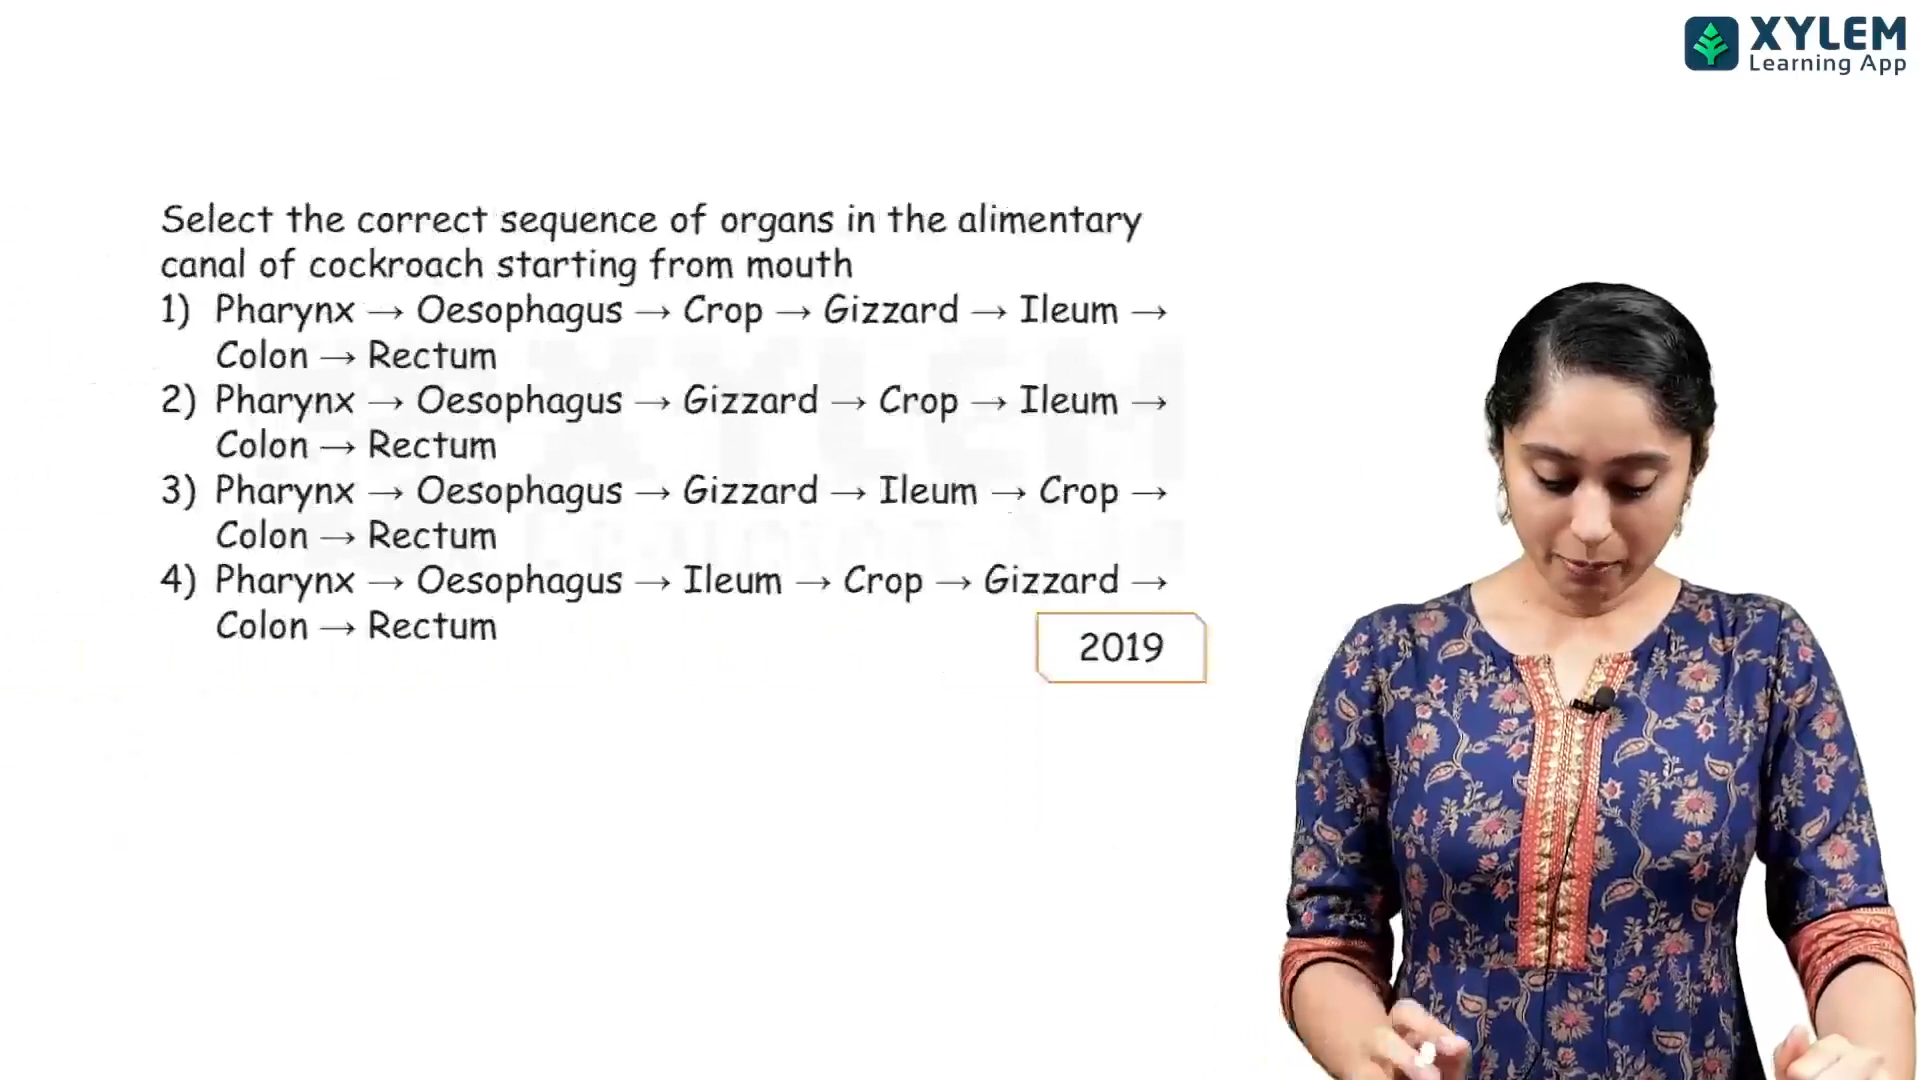 XYLEM
Learning App
Select the correct sequence of organs in the alimentary
canal of cockroach starting from mouth
1) Pharynx → Oesophagus → Crop → Gizzard → Ileum →
Colon → Rectum
2) Pharynx → Oesophagus → Gizzard → Crop → Ileum →
Colon → Rectum
3) Pharynx → Oesophagus → Gizzard → Ileum → Crop →
Colon → Rectum
4) Pharynx → Oesophagus → Ileum → Crop → Gizzard →
Colon → Rectum
2019